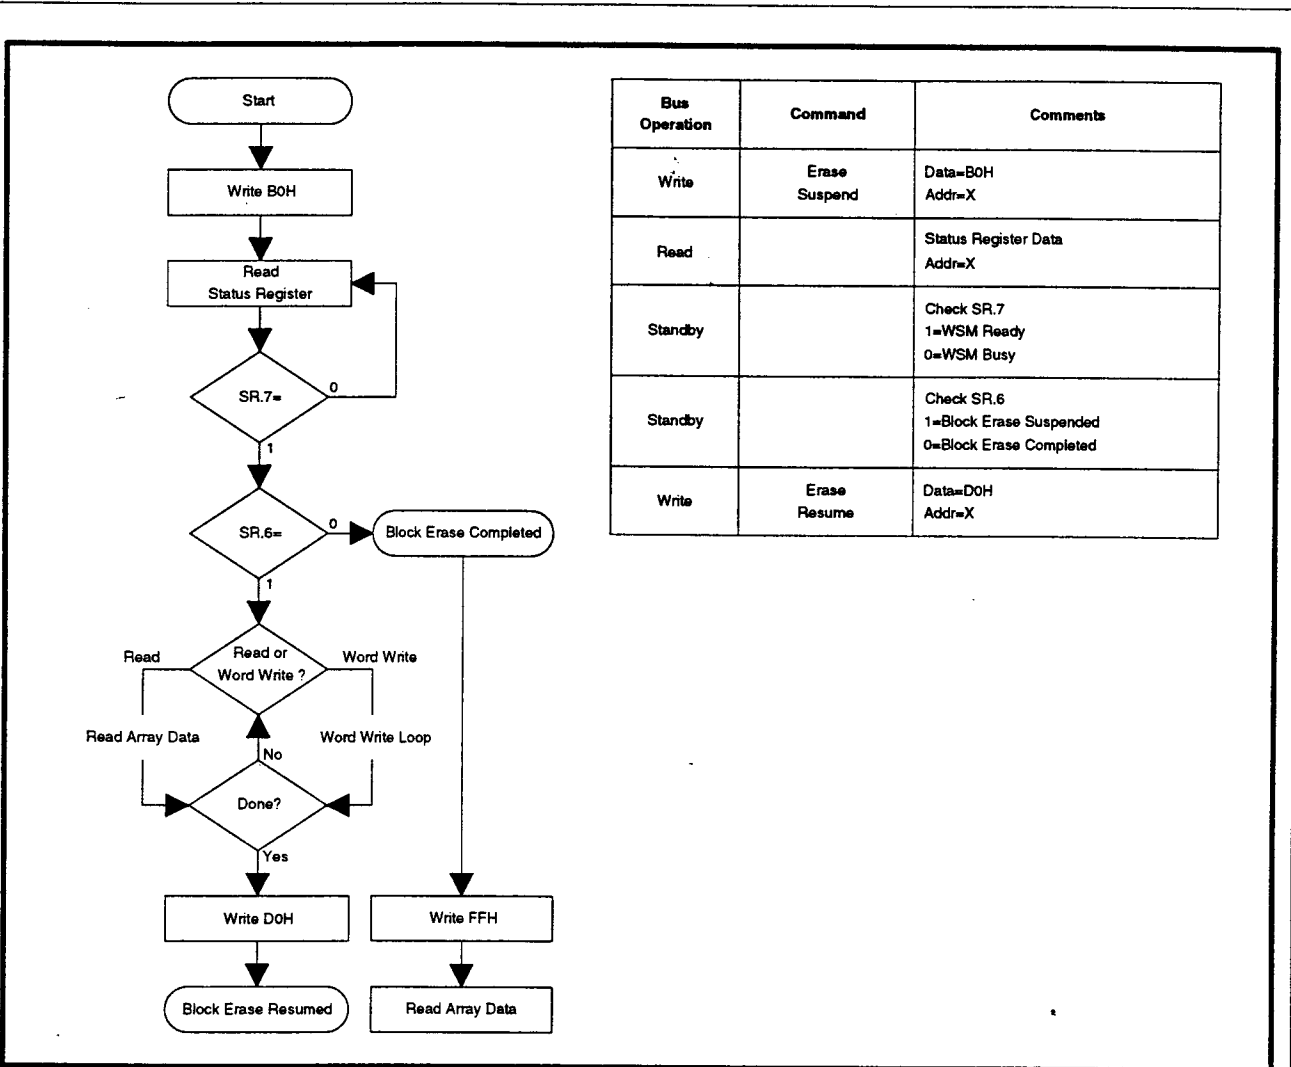 Start
Write B0H
Read
Status Register
SR.7=
0
1
SR.6=
0
Block Erase Completed
1
Read or
Word Write ?
Read
Word Write
Read Array Data
Word Write Loop
No
Done?
Yes
Write D0H
Write FFH
Block Erase Resumed
Read Array Data
Bus
Operation
Command
Comments
Write
Erase
Suspend
Data=B0H
Addr=X
Read
Status Register Data
Addr=X
Standby
Check SR.7
1=WSM Ready
0=WSM Busy
Standby
Check SR.6
1=Block Erase Suspended
0=Block Erase Completed
Write
Erase
Resume
Data=D0H
Addr=X